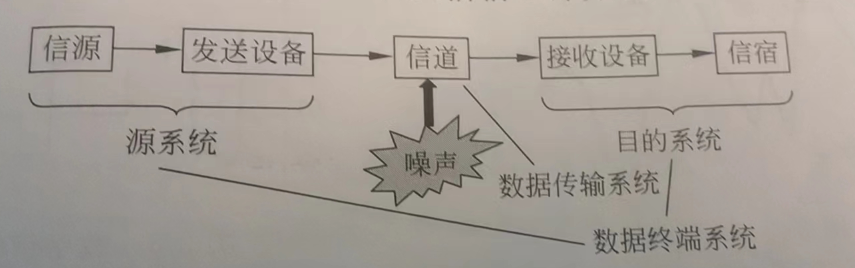 信源
发送设备
信道
接收设备
信宿
源系统
噪声
目的系统
数据传输系统
数据终端系统